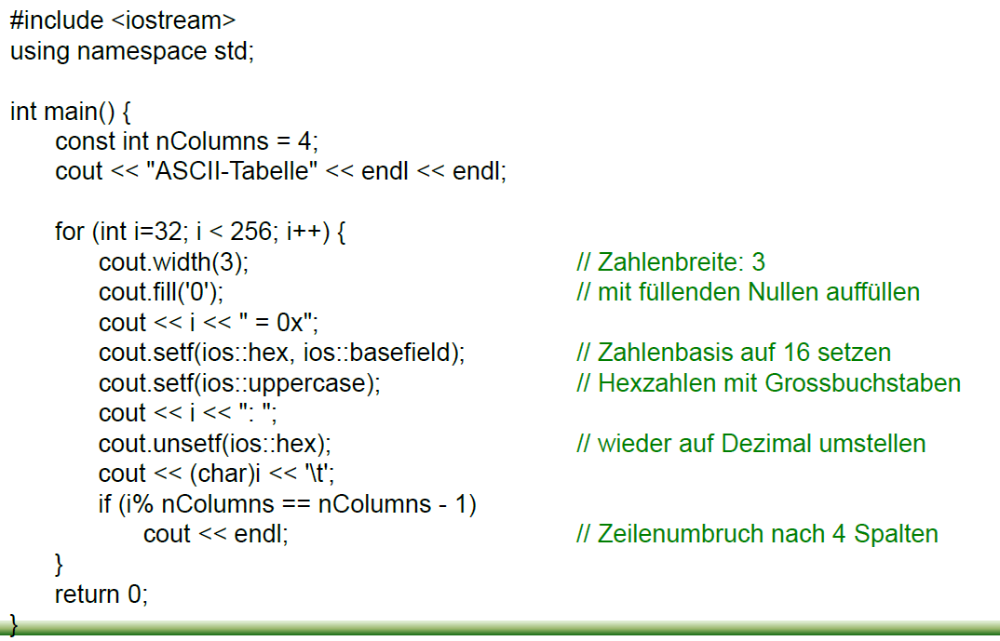 #include <iostream>
using namespace std;
int main() {
const int nColumns = 4;
cout << "ASCII-Tabelle" << endl << endl;
for (int i=32; i < 256; i++) {
cout.width(3); // Zahlenbreite: 3
cout.fill('0'); // mit füllenden Nullen auffüllen
cout << i << " = 0x";
cout.setf(ios::hex, ios::basefield); // Zahlenbasis auf 16 setzen
cout.setf(ios::uppercase); // Hexzahlen mit Grossbuchstaben
cout << i << ": ";
cout.unsetf(ios::hex); // wieder auf Dezimal umstellen
cout << (char)i << '\t';
if (i% nColumns == nColumns - 1)
cout << endl; // Zeilenumbruch nach 4 Spalten
}
return 0;
}